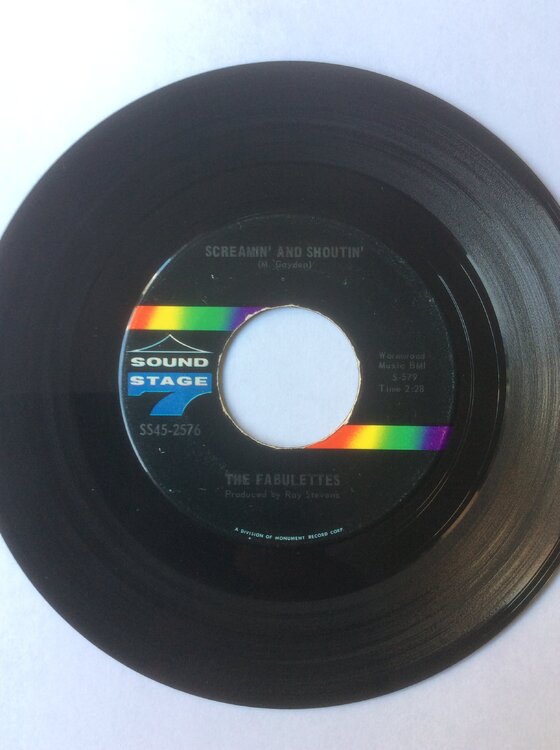 SCREAMIN' AND SHOUTIN'
(M. Gayden)
SOUND
STAGE
7
SS45-2576
Wormwood
Music BMI
S-579
Time 2:28
THE FABULETTES
Produced by Ray Stevens
A DIVISION OF MONUMENT RECORD CORP.